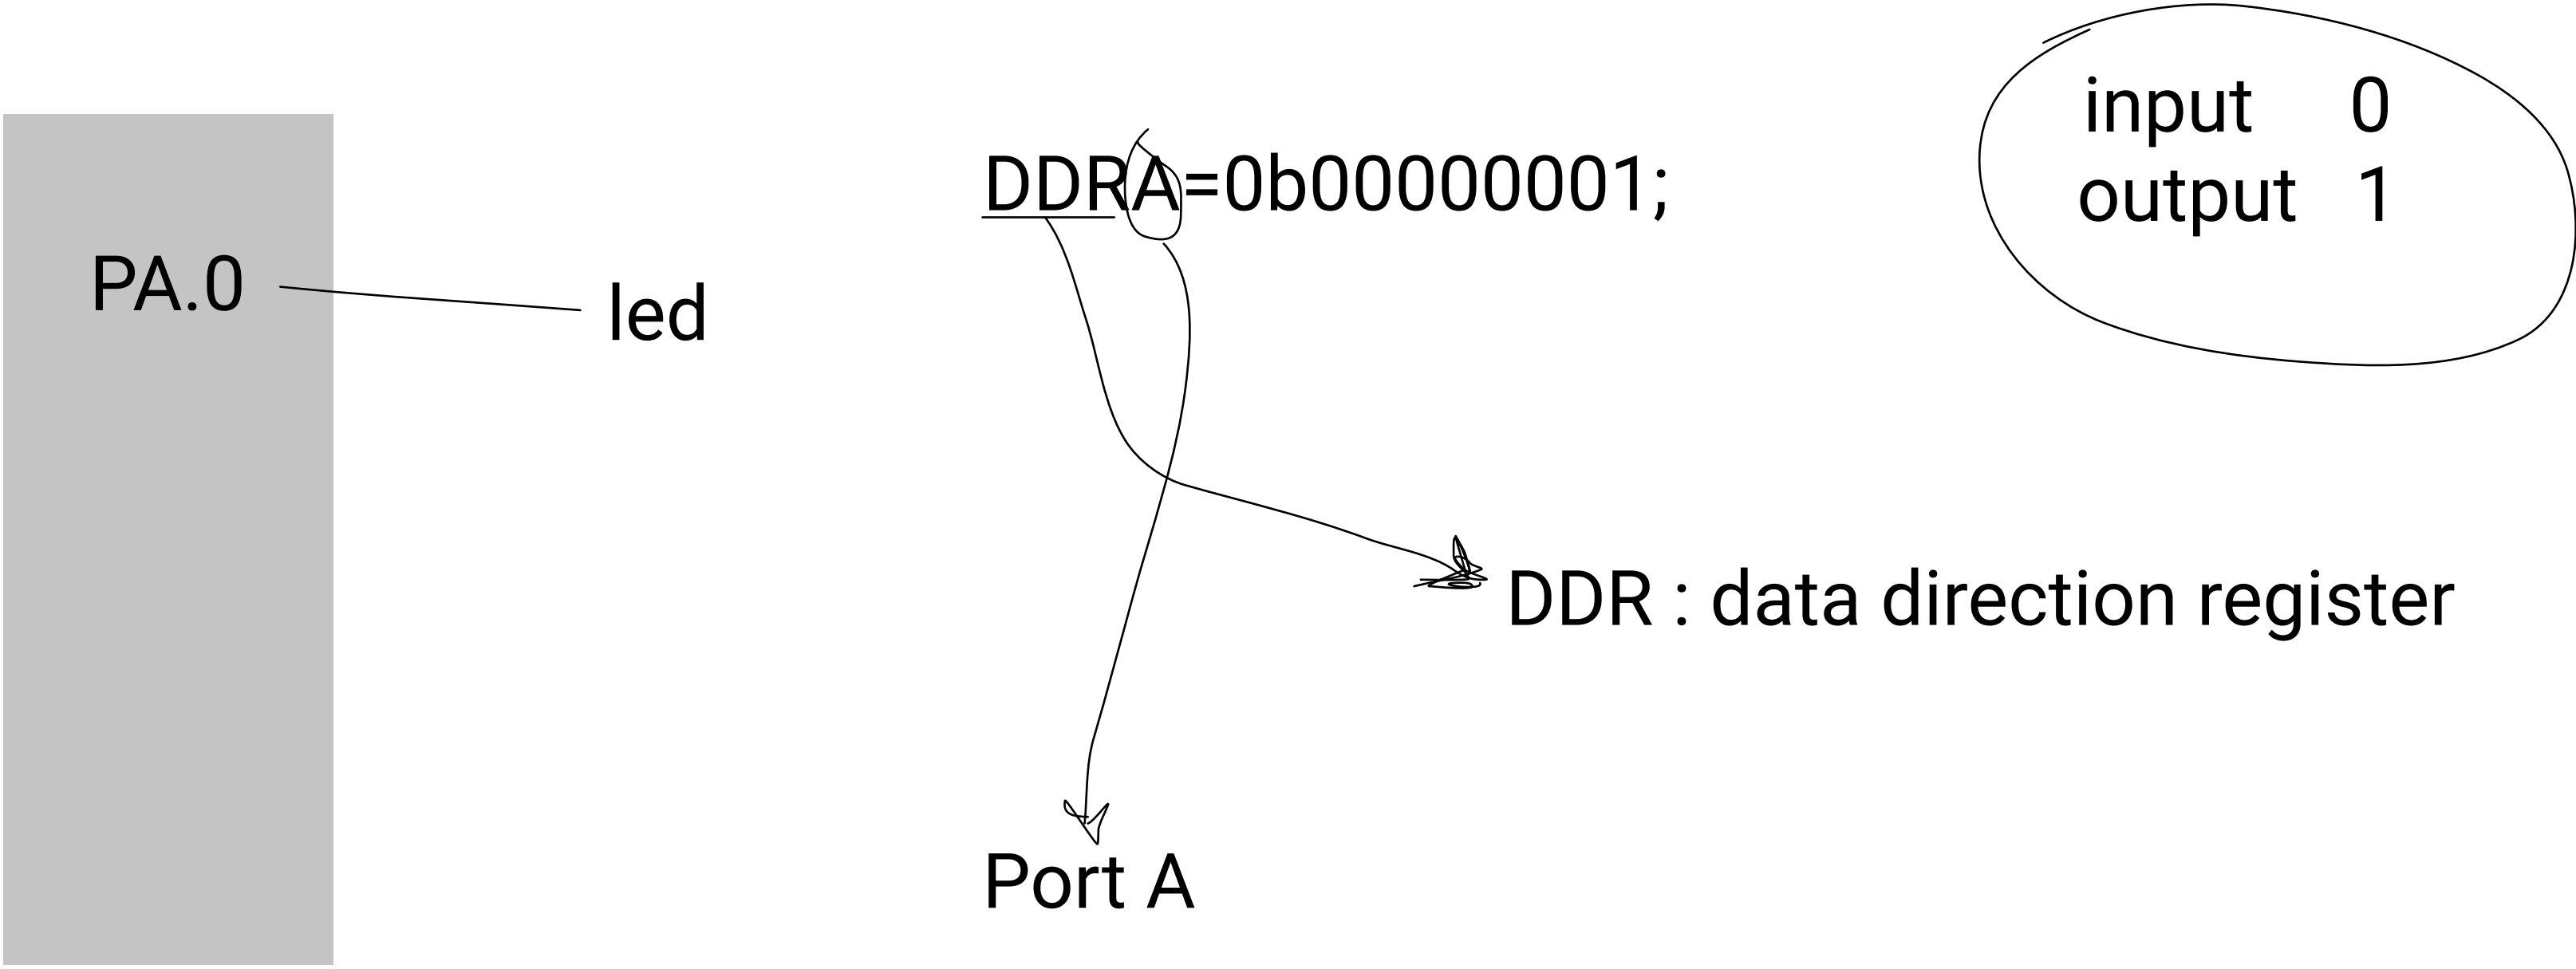 input 0
output 1
DDRA=0b00000001;
PA.0
led
DDR : data direction register
Port A